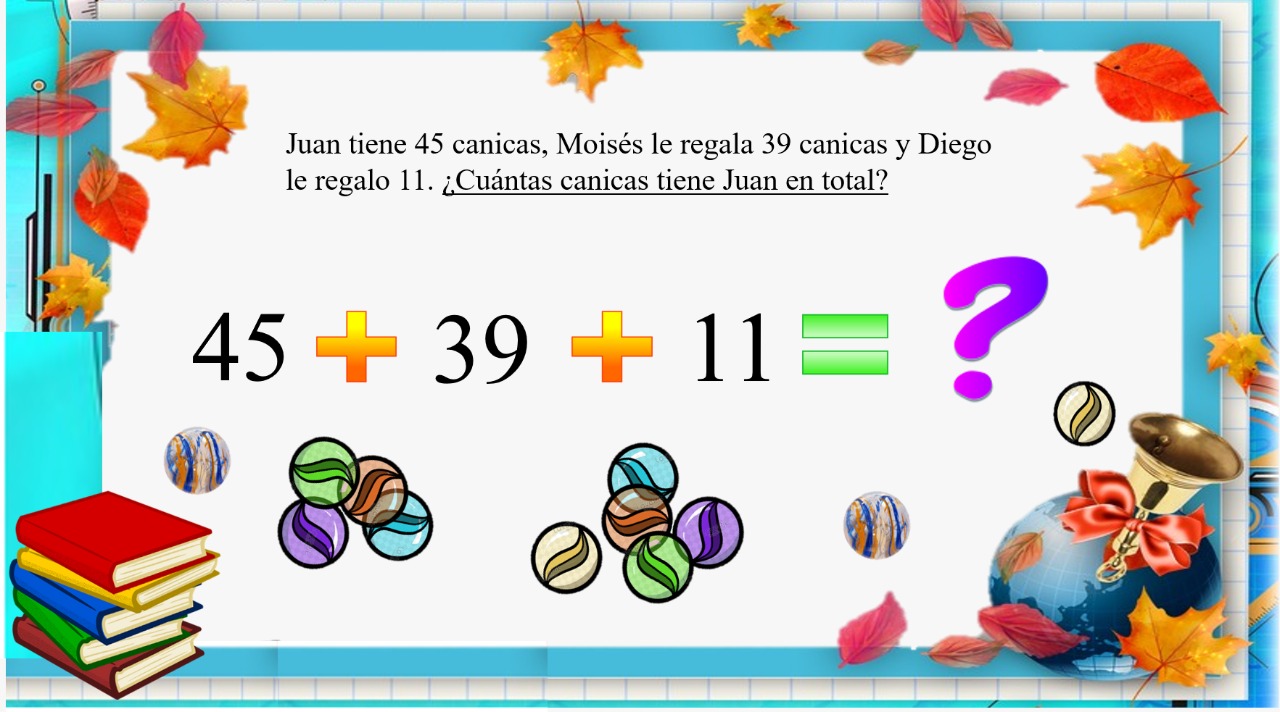 Juan tiene 45 canicas, Moisés le regala 39 canicas y Diego
le regalo 11. ¿Cuántas canicas tiene Juan en total?
45 + 39 + 11 = ?